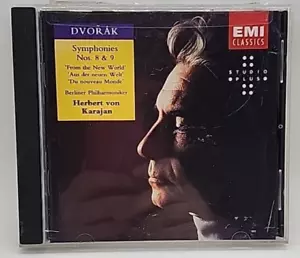 DVOŘÁK
Symphonies
Nos. 8 & 9
"From the New World"
"Aus der neuen Welt"
"Du nouveau Monde"
Berliner Philharmoniker
Herbert von
Karajan
EMI
CLASSICS
STUDIO
PLUS